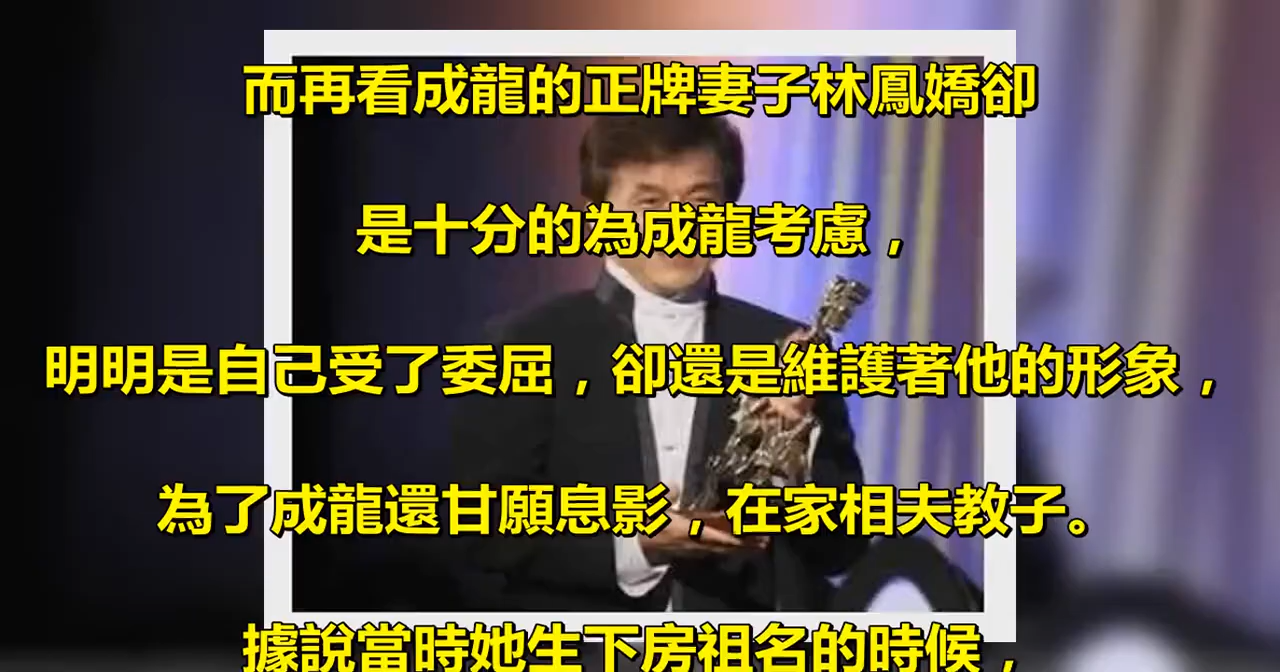 而再看成龍的正牌妻子林鳳嬌卻
是十分的為成龍考慮，
明明是自己受了委屈，卻還是維護著他的形象，
為了成龍還甘願息影，在家相夫教子。
據說當時她生下房祖名的時候，